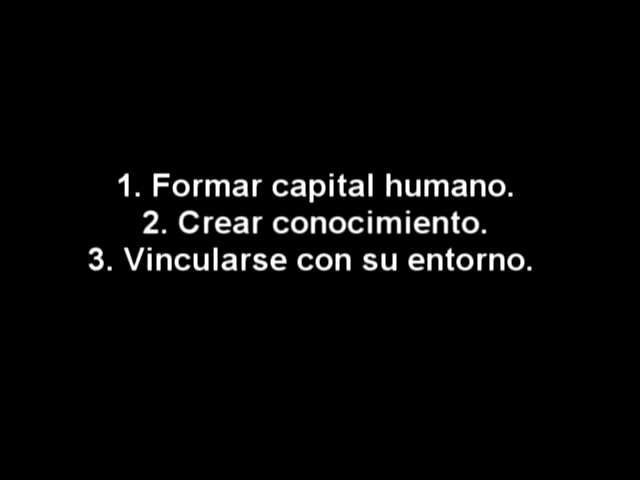 1. Formar capital humano.
2. Crear conocimiento.
3. Vincularse con su entorno.